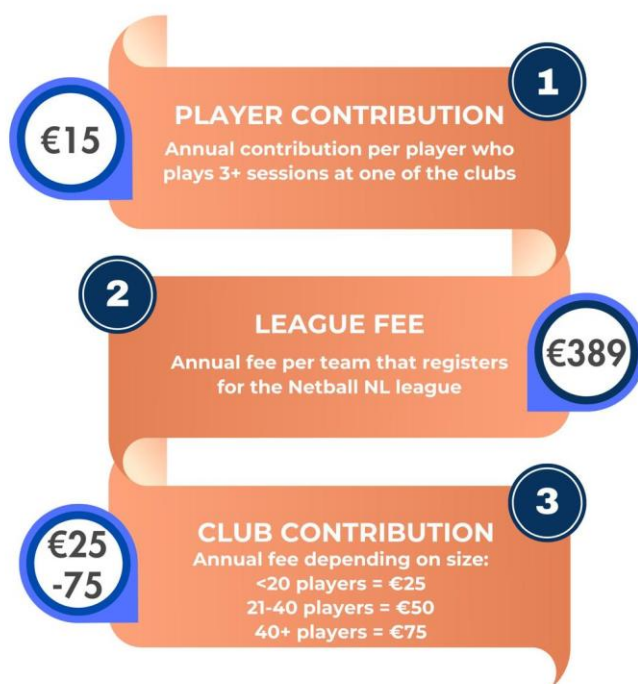 1
PLAYER CONTRIBUTION
€15
Annual contribution per player who
plays 3+ sessions at one of the clubs
2
LEAGUE FEE
Annual fee per team that registers
for the Netball NL league
€389
3
CLUB CONTRIBUTION
€25
-75
Annual fee depending on size:
<20 players = €25
21-40 players = €50
40+ players = €75